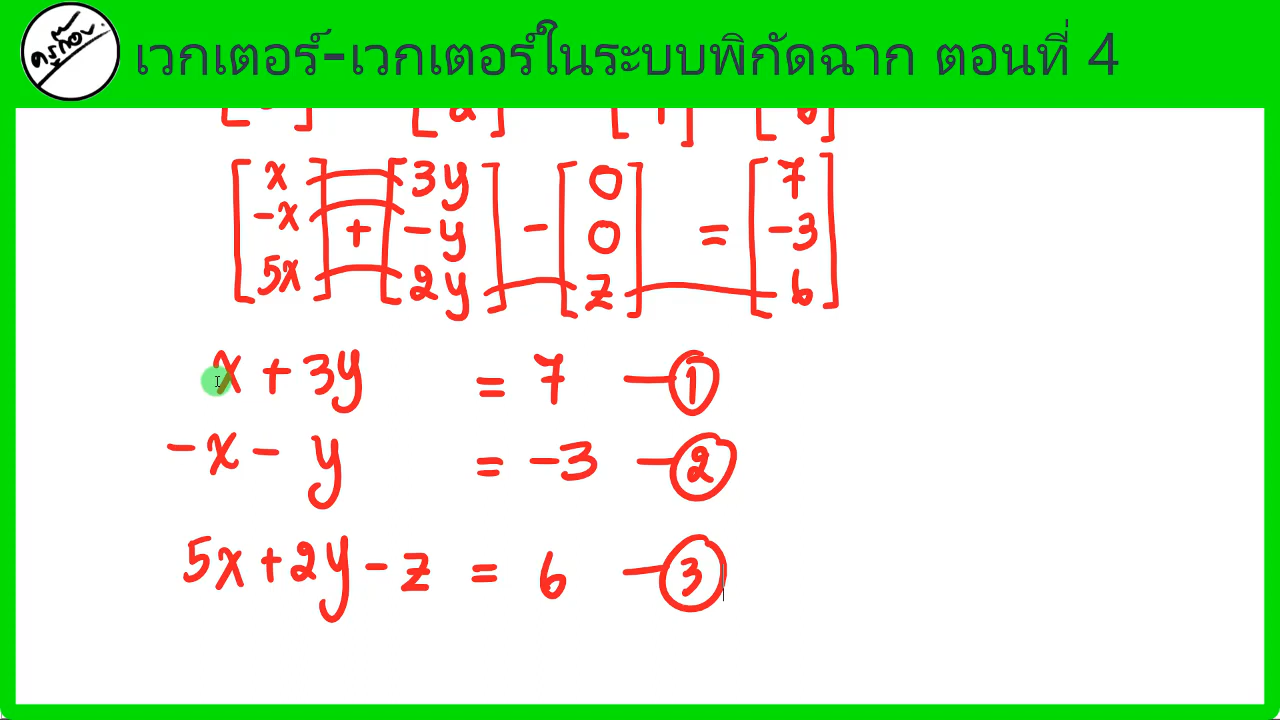 ครูก๊อบ
เวกเตอร์-เวกเตอร์ในระบบพิกัดฉาก ตอนที่ 4
[x -x 5x] + [3y -y 2y] - [0 0 z] = [7 -3 6]
x + 3y = 7 — ①
-x - y = -3 — ②
5x + 2y - z = 6 — ③